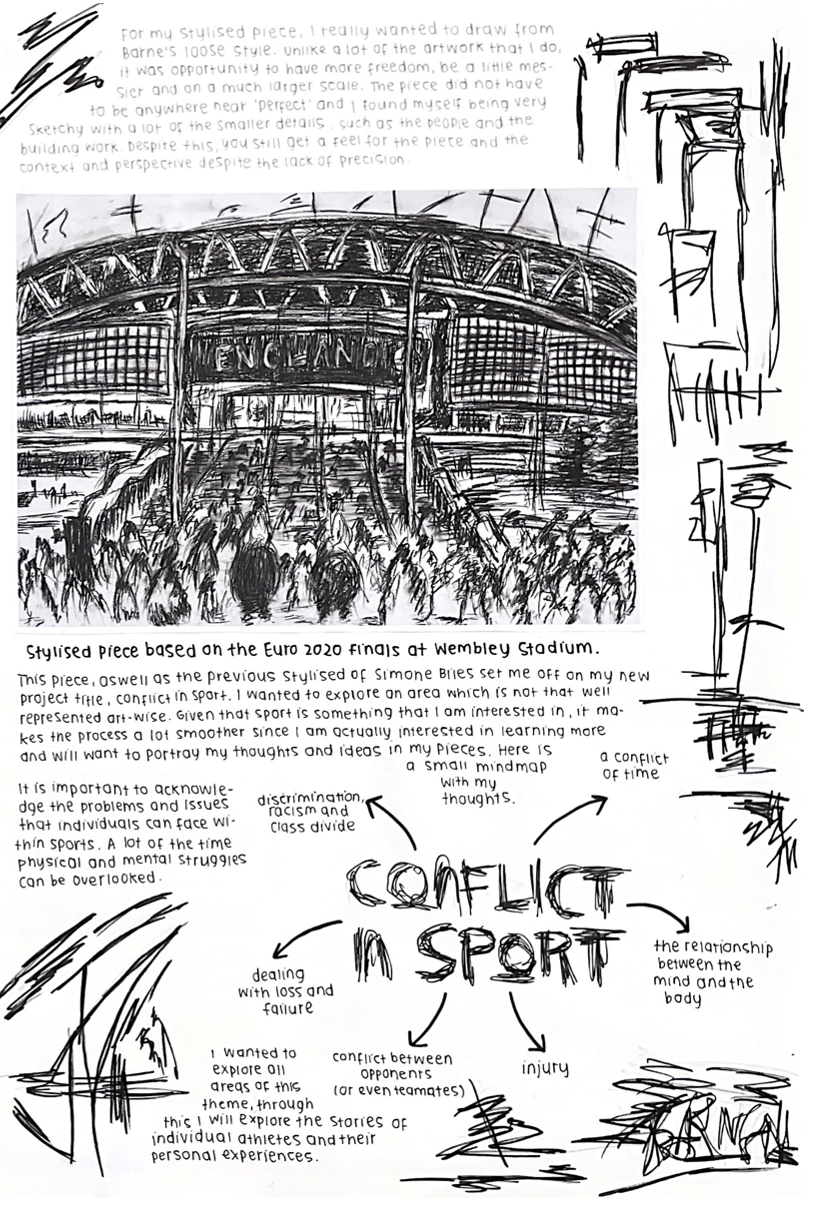 For my stylised piece, I really wanted to draw from
Barne's loose style. Unlike a lot of the artwork that I do,
it was opportunity to have more freedom, be a little mes-
sier and on a much larger scale. The piece did not have
to be anywhere near 'perfect' and I found myself being very
sketchy with a lot of the smaller details, such as the people and the
building work. Despite this, you still get a feel for the piece and the
context and perspective despite the lack of precision.
ENGLAND
Stylised piece based on the Euro 2020 finals at Wembley Stadium.
This piece, aswell as the previous stylised of Simone Biles set me off on my new
project title, conflict in sport. I wanted to explore an area which is not that well
represented art-wise. Given that sport is something that I am interested in, it ma-
kes the process a lot smoother since I am actually interested in learning more
and will want to portray my thoughts and ideas in my pieces. Here is
a small mindmap
with my
thoughts.
a conflict
of time
It is important to acknowle-
dge the problems and issues
that individuals can face wi-
thin sports. A lot of the time
physical and mental struggles
can be overlooked.
discrimination,
racism and
class divide
CONFLICT
IN SPORT
the relationship
between the
mind and the
body
dealing
with loss and
failure
conflict between
opponents
(or even teamates)
injury
I wanted to
explore all
areas of this
theme, through
this I will explore the stories of
individual athletes and their
personal experiences.